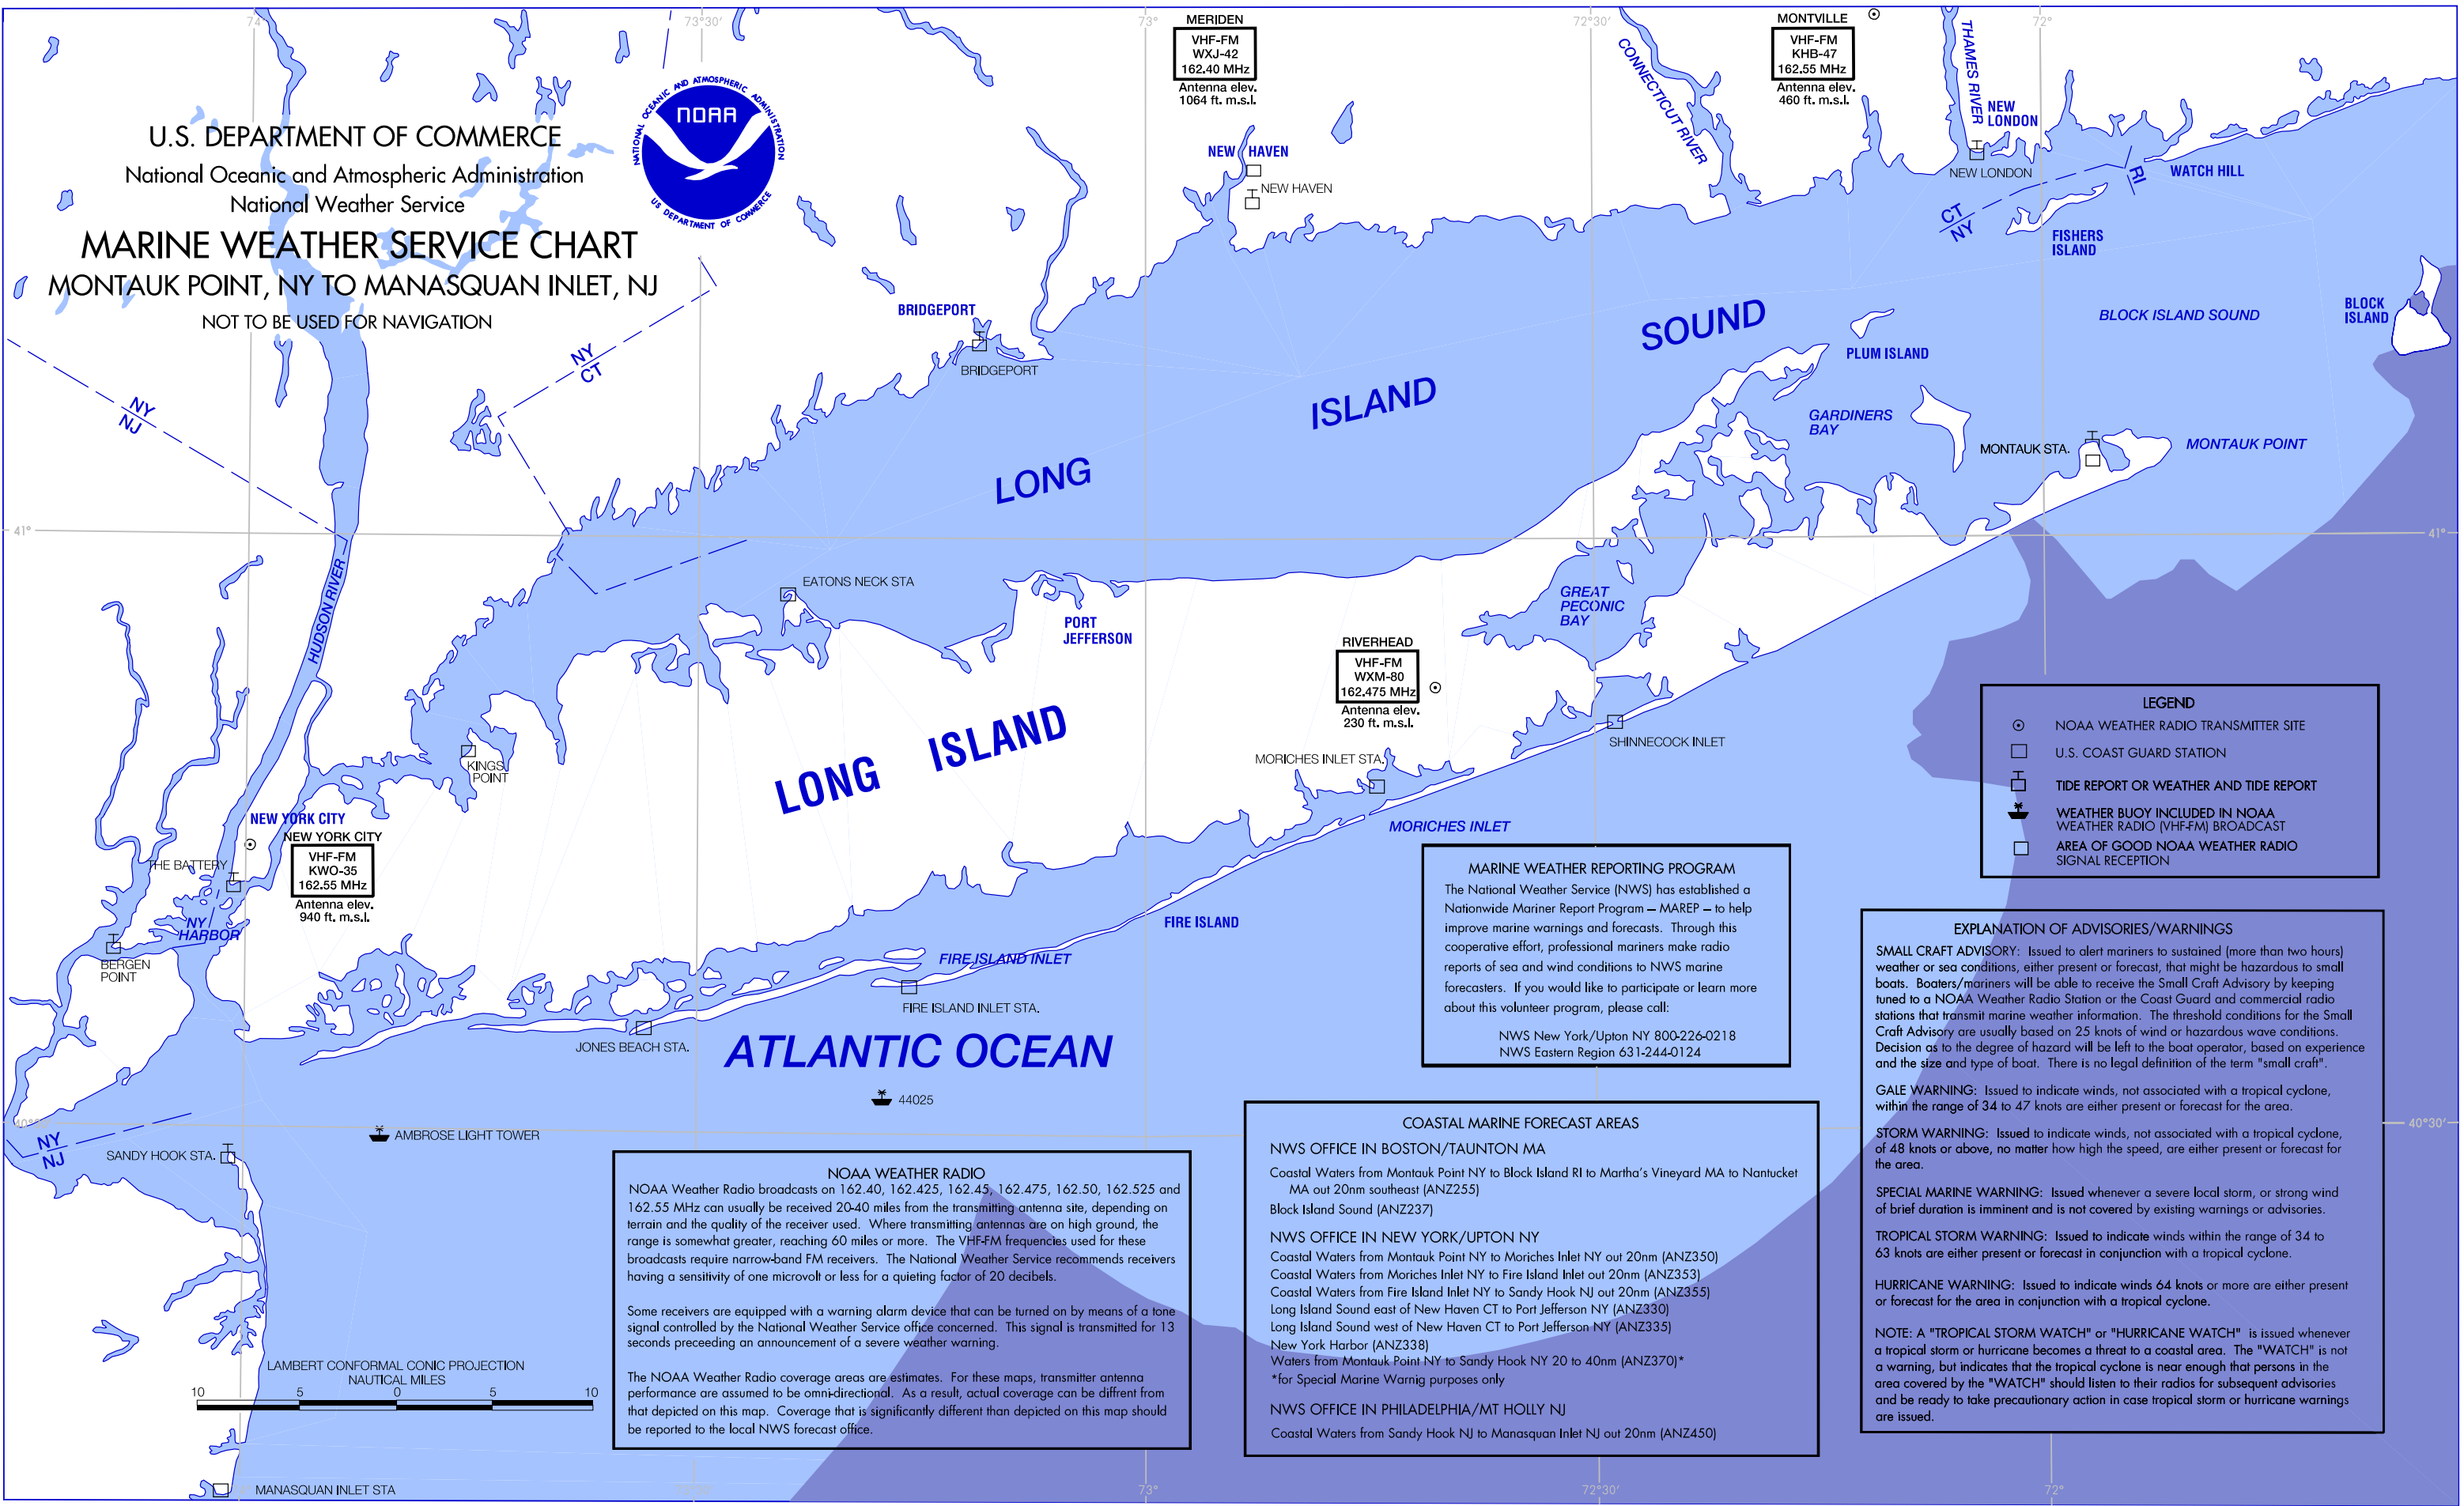 74°
73°30'
73°
72°30'
72°
U.S. DEPARTMENT OF COMMERCE
National Oceanic and Atmospheric Administration
National Weather Service
MARINE WEATHER SERVICE CHART
MONTAUK POINT, NY TO MANASQUAN INLET, NJ
NOT TO BE USED FOR NAVIGATION
NATIONAL OCEANIC AND ATMOSPHERIC ADMINISTRATION
NOAA
US DEPARTMENT OF COMMERCE
MERIDEN
VHF-FM
WXJ-42
162.40 MHz
Antenna elev.
1064 ft. m.s.l.
MONTVILLE
VHF-FM
KHB-47
162.55 MHz
Antenna elev.
460 ft. m.s.l.
CONNECTICUT RIVER
THAMES RIVER
NEW
LONDON
NEW LONDON
NEW HAVEN
NEW HAVEN
CT
NY
RI
WATCH HILL
FISHERS
ISLAND
BLOCK
ISLAND
BLOCK ISLAND SOUND
BRIDGEPORT
BRIDGEPORT
NY
CT
NY
NJ
LONG
ISLAND
SOUND
PLUM ISLAND
GARDINERS
BAY
MONTAUK STA.
MONTAUK POINT
41°
41°
HUDSON RIVER
EATONS NECK STA
PORT
JEFFERSON
GREAT
PECONIC
BAY
RIVERHEAD
VHF-FM
WXM-80
162.475 MHz
Antenna elev.
230 ft. m.s.l.
LONG ISLAND
KINGS
POINT
SHINNECOCK INLET
MORICHES INLET STA.
MORICHES INLET
NEW YORK CITY
NEW YORK CITY
VHF-FM
KWO-35
162.55 MHz
Antenna elev.
940 ft. m.s.l.
THE BATTERY
NY
HARBOR
BERGEN
POINT
FIRE ISLAND
FIRE ISLAND INLET
FIRE ISLAND INLET STA.
JONES BEACH STA.
ATLANTIC OCEAN
44025
AMBROSE LIGHT TOWER
40°30'
40°30'
NY
NJ
SANDY HOOK STA.
MANASQUAN INLET STA
LAMBERT CONFORMAL CONIC PROJECTION
NAUTICAL MILES
10 5 0 5 10
LEGEND
NOAA WEATHER RADIO TRANSMITTER SITE
U.S. COAST GUARD STATION
TIDE REPORT OR WEATHER AND TIDE REPORT
WEATHER BUOY INCLUDED IN NOAA
WEATHER RADIO (VHF-FM) BROADCAST
AREA OF GOOD NOAA WEATHER RADIO
SIGNAL RECEPTION
MARINE WEATHER REPORTING PROGRAM
The National Weather Service (NWS) has established a
Nationwide Mariner Report Program – MAREP – to help
improve marine warnings and forecasts. Through this
cooperative effort, professional mariners make radio
reports of sea and wind conditions to NWS marine
forecasters. If you would like to participate or learn more
about this volunteer program, please call:
NWS New York/Upton NY 800-226-0218
NWS Eastern Region 631-244-0124
NOAA WEATHER RADIO
NOAA Weather Radio broadcasts on 162.40, 162.425, 162.45, 162.475, 162.50, 162.525 and
162.55 MHz can usually be received 20-40 miles from the transmitting antenna site, depending on
terrain and the quality of the receiver used. Where transmitting antennas are on high ground, the
range is somewhat greater, reaching 60 miles or more. The VHF-FM frequencies used for these
broadcasts require narrow-band FM receivers. The National Weather Service recommends receivers
having a sensitivity of one microvolt or less for a quieting factor of 20 decibels.
Some receivers are equipped with a warning alarm device that can be turned on by means of a tone
signal controlled by the National Weather Service office concerned. This signal is transmitted for 13
seconds preceeding an announcement of a severe weather warning.
The NOAA Weather Radio coverage areas are estimates. For these maps, transmitter antenna
performance are assumed to be omni-directional. As a result, actual coverage can be diffrent from
that depicted on this map. Coverage that is significantly different than depicted on this map should
be reported to the local NWS forecast office.
COASTAL MARINE FORECAST AREAS
NWS OFFICE IN BOSTON/TAUNTON MA
Coastal Waters from Montauk Point NY to Block Island RI to Martha's Vineyard MA to Nantucket
MA out 20nm southeast (ANZ255)
Block Island Sound (ANZ237)
NWS OFFICE IN NEW YORK/UPTON NY
Coastal Waters from Montauk Point NY to Moriches Inlet NY out 20nm (ANZ350)
Coastal Waters from Moriches Inlet NY to Fire Island Inlet out 20nm (ANZ353)
Coastal Waters from Fire Island Inlet NY to Sandy Hook NJ out 20nm (ANZ355)
Long Island Sound east of New Haven CT to Port Jefferson NY (ANZ330)
Long Island Sound west of New Haven CT to Port Jefferson NY (ANZ335)
New York Harbor (ANZ338)
Waters from Montauk Point NY to Sandy Hook NY 20 to 40nm (ANZ370)*
*for Special Marine Warnig purposes only
NWS OFFICE IN PHILADELPHIA/MT HOLLY NJ
Coastal Waters from Sandy Hook NJ to Manasquan Inlet NJ out 20nm (ANZ450)
EXPLANATION OF ADVISORIES/WARNINGS
SMALL CRAFT ADVISORY: Issued to alert mariners to sustained (more than two hours)
weather or sea conditions, either present or forecast, that might be hazardous to small
boats. Boaters/mariners will be able to receive the Small Craft Advisory by keeping
tuned to a NOAA Weather Radio Station or the Coast Guard and commercial radio
stations that transmit marine weather information. The threshold conditions for the Small
Craft Advisory are usually based on 25 knots of wind or hazardous wave conditions.
Decision as to the degree of hazard will be left to the boat operator, based on experience
and the size and type of boat. There is no legal definition of the term "small craft".
GALE WARNING: Issued to indicate winds, not associated with a tropical cyclone,
within the range of 34 to 47 knots are either present or forecast for the area.
STORM WARNING: Issued to indicate winds, not associated with a tropical cyclone,
of 48 knots or above, no matter how high the speed, are either present or forecast for
the area.
SPECIAL MARINE WARNING: Issued whenever a severe local storm, or strong wind
of brief duration is imminent and is not covered by existing warnings or advisories.
TROPICAL STORM WARNING: Issued to indicate winds within the range of 34 to
63 knots are either present or forecast in conjunction with a tropical cyclone.
HURRICANE WARNING: Issued to indicate winds 64 knots or more are either present
or forecast for the area in conjunction with a tropical cyclone.
NOTE: A "TROPICAL STORM WATCH" or "HURRICANE WATCH" is issued whenever
a tropical storm or hurricane becomes a threat to a coastal area. The "WATCH" is not
a warning, but indicates that the tropical cyclone is near enough that persons in the
area covered by the "WATCH" should listen to their radios for subsequent advisories
and be ready to take precautionary action in case tropical storm or hurricane warnings
are issued.
73°30'
73°
72°30'
72°